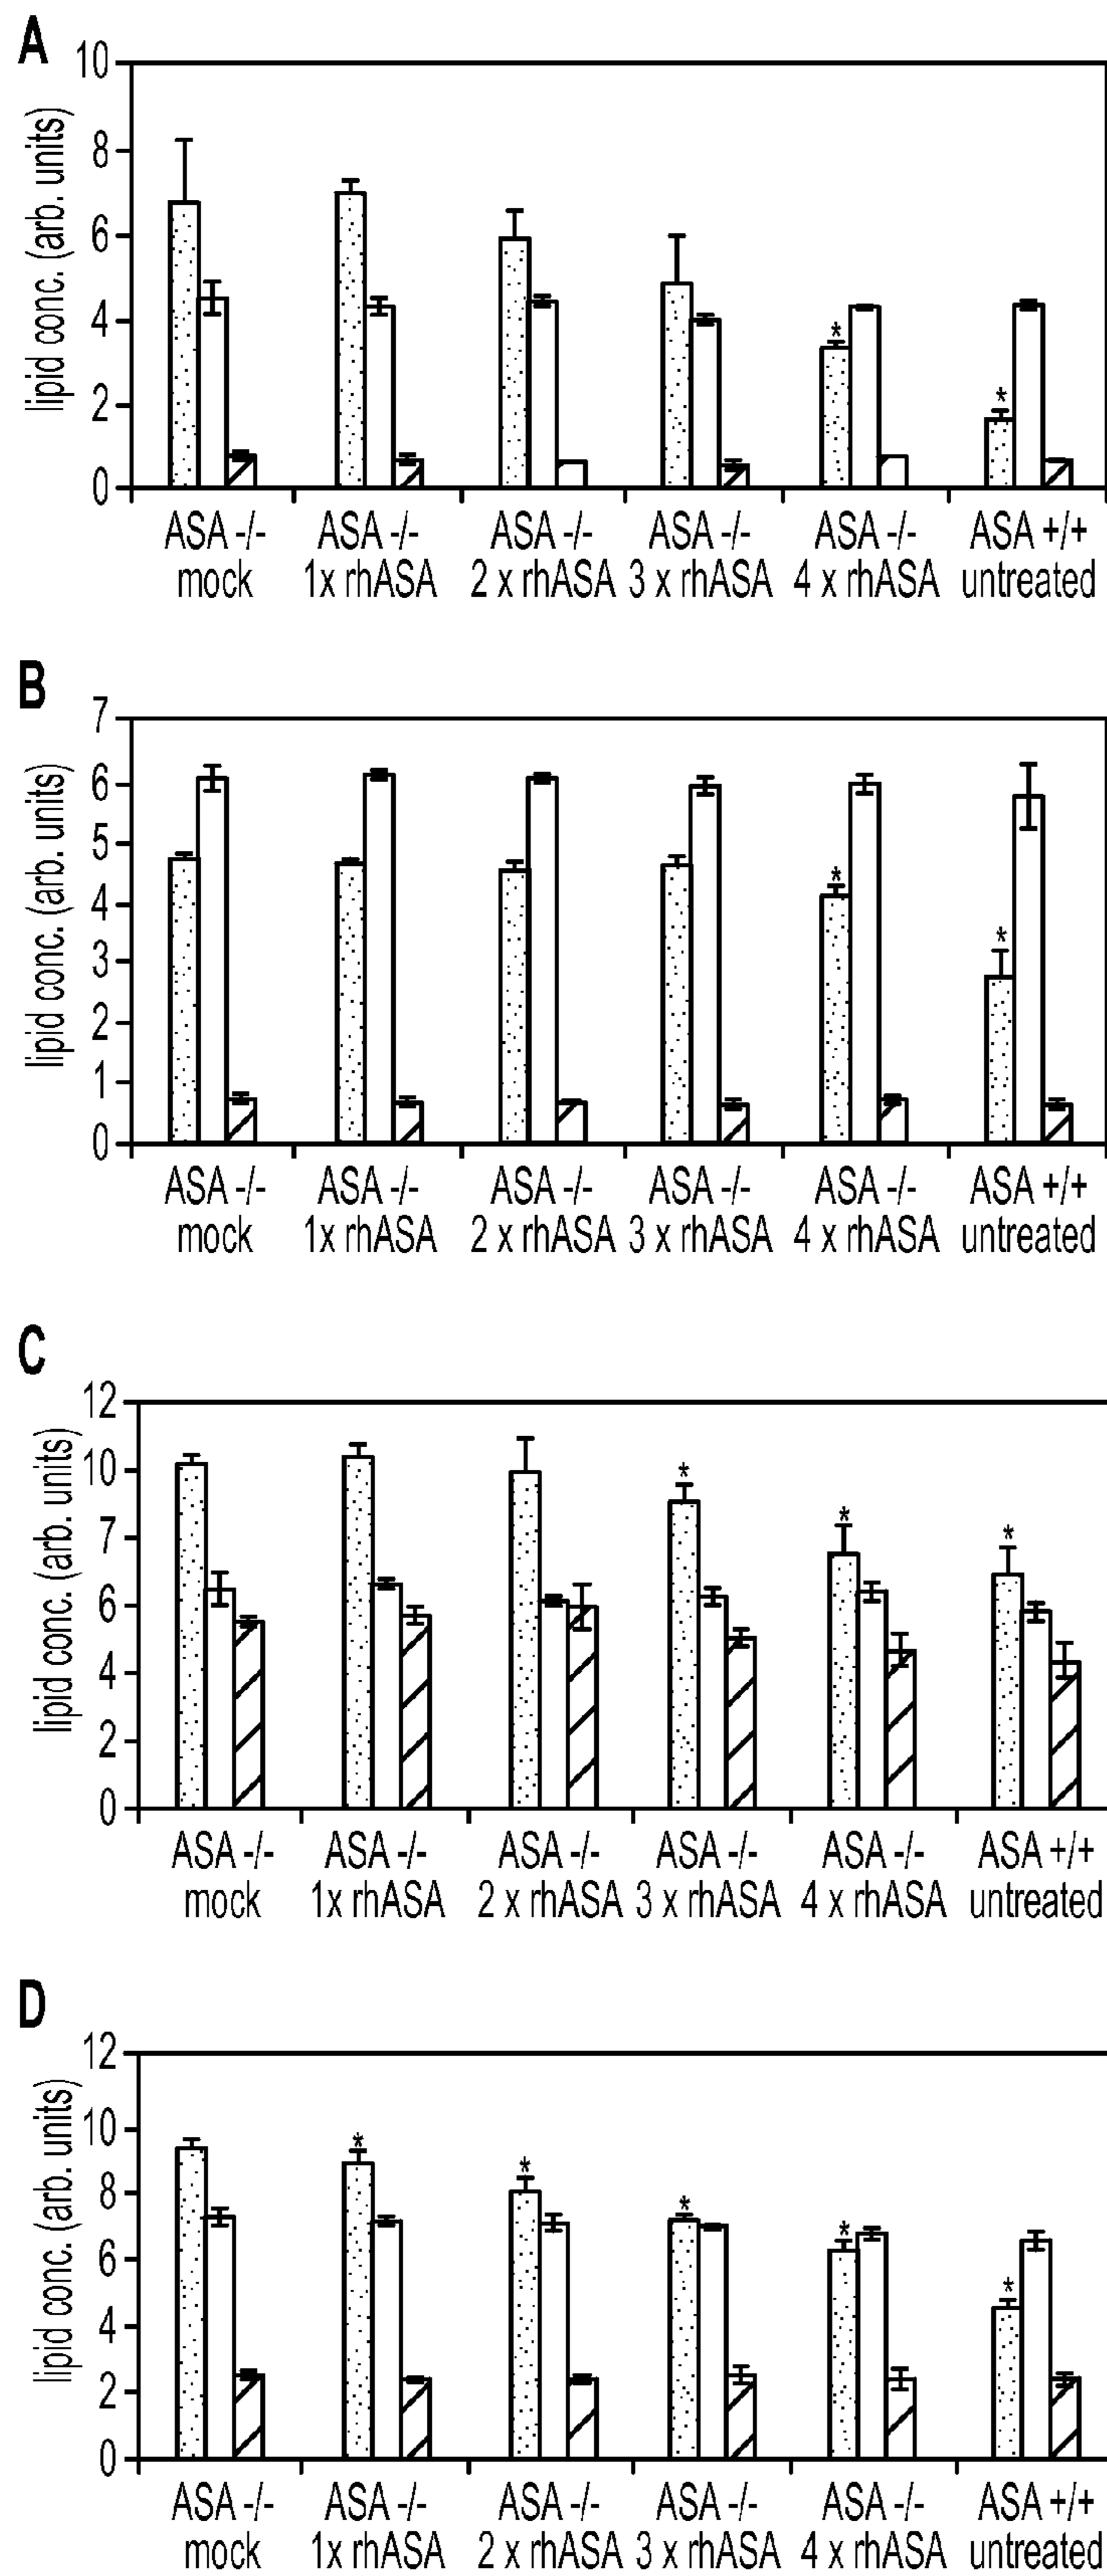 A
10
8
6
4
2
0
lipid conc. (arb. units)
*
*
ASA -/- ASA -/- ASA -/- ASA -/- ASA -/- ASA +/+
mock 1x rhASA 2 x rhASA 3 x rhASA 4 x rhASA untreated
B
7
6
5
4
3
2
1
0
lipid conc. (arb. units)
*
*
ASA -/- ASA -/- ASA -/- ASA -/- ASA -/- ASA +/+
mock 1x rhASA 2 x rhASA 3 x rhASA 4 x rhASA untreated
C
12
10
7
6
4
2
0
lipid conc. (arb. units)
*
*
*
ASA -/- ASA -/- ASA -/- ASA -/- ASA -/- ASA +/+
mock 1x rhASA 2 x rhASA 3 x rhASA 4 x rhASA untreated
D
12
10
8
6
4
2
0
lipid conc. (arb. units)
*
*
*
*
*
ASA -/- ASA -/- ASA -/- ASA -/- ASA -/- ASA +/+
mock 1x rhASA 2 x rhASA 3 x rhASA 4 x rhASA untreated